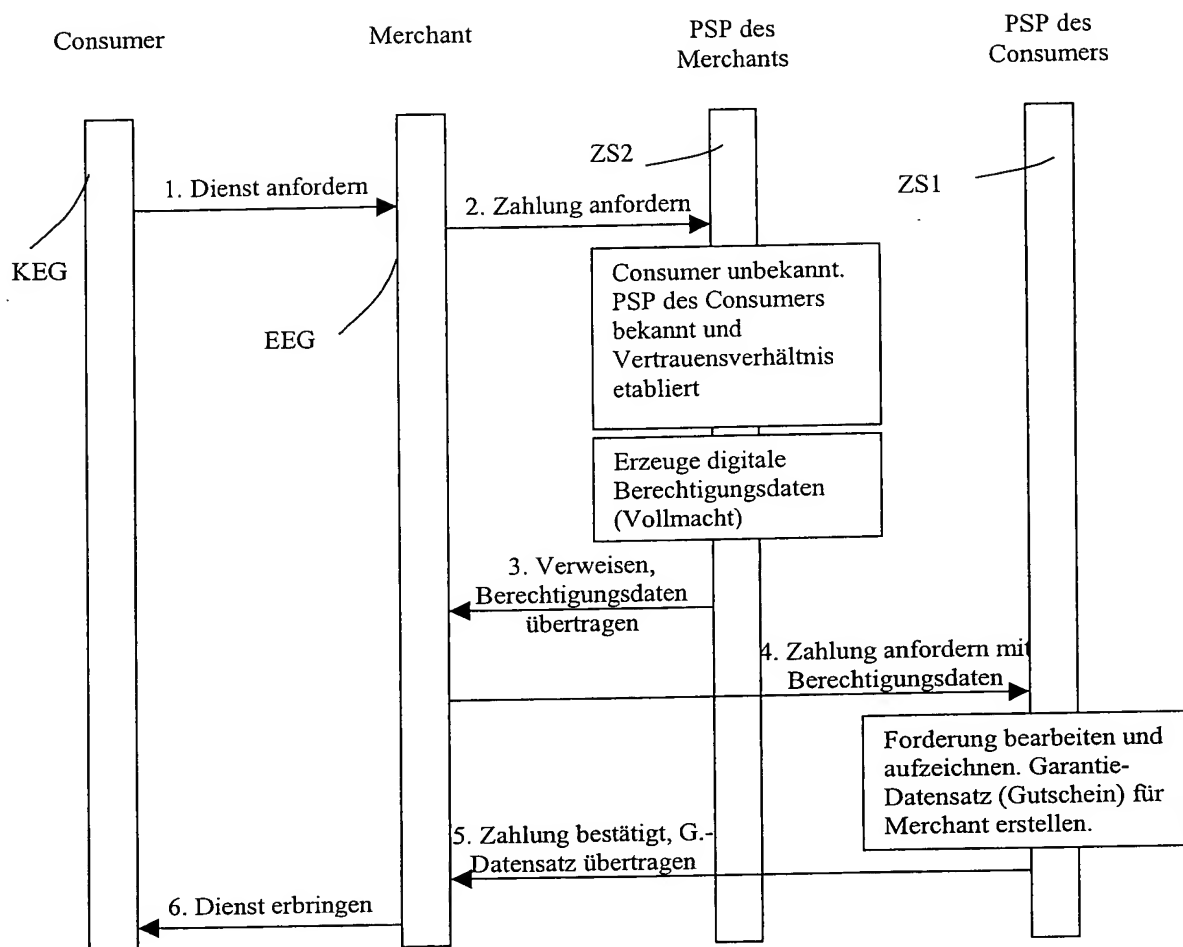 Consumer
Merchant
PSP des
Merchants
PSP des
Consumers
ZS2
ZS1
1. Dienst anfordern
2. Zahlung anfordern
KEG
EEG
Consumer unbekannt.
PSP des Consumers
bekannt und
Vertrauensverhältnis
etabliert
Erzeuge digitale
Berechtigungsdaten
(Vollmacht)
3. Verweisen,
Berechtigungsdaten
übertragen
4. Zahlung anfordern mit
Berechtigungsdaten
Forderung bearbeiten und
aufzeichnen. Garantie-
Datensatz (Gutschein) für
Merchant erstellen.
5. Zahlung bestätigt, G.-
Datensatz übertragen
6. Dienst erbringen